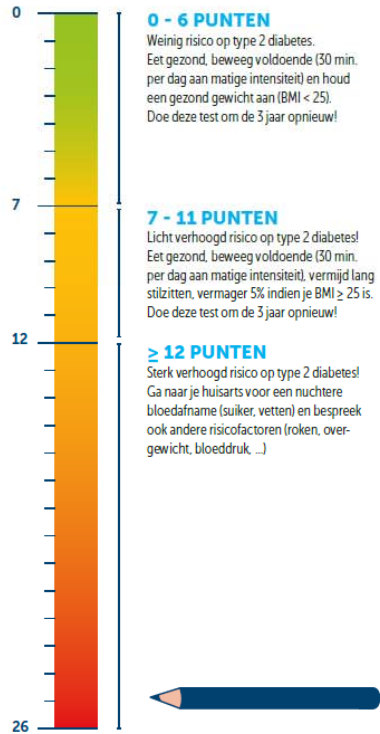 0
0 - 6 PUNTEN
Weinig risico op type 2 diabetes.
Eet gezond, beweeg voldoende (30 min.
per dag aan matige intensiteit) en houd
een gezond gewicht aan (BMI < 25).
Doe deze test om de 3 jaar opnieuw!
7
7 - 11 PUNTEN
Licht verhoogd risico op type 2 diabetes!
Eet gezond, beweeg voldoende (30 min.
per dag aan matige intensiteit), vermijd lang
stilzitten, vermager 5% indien je BMI ≥ 25 is.
Doe deze test om de 3 jaar opnieuw!
12
≥ 12 PUNTEN
Sterk verhoogd risico op type 2 diabetes!
Ga naar je huisarts voor een nuchtere
bloedafname (suiker, vetten) en bespreek
ook andere risicofactoren (roken, over-
gewicht, bloeddruk, ...)
26